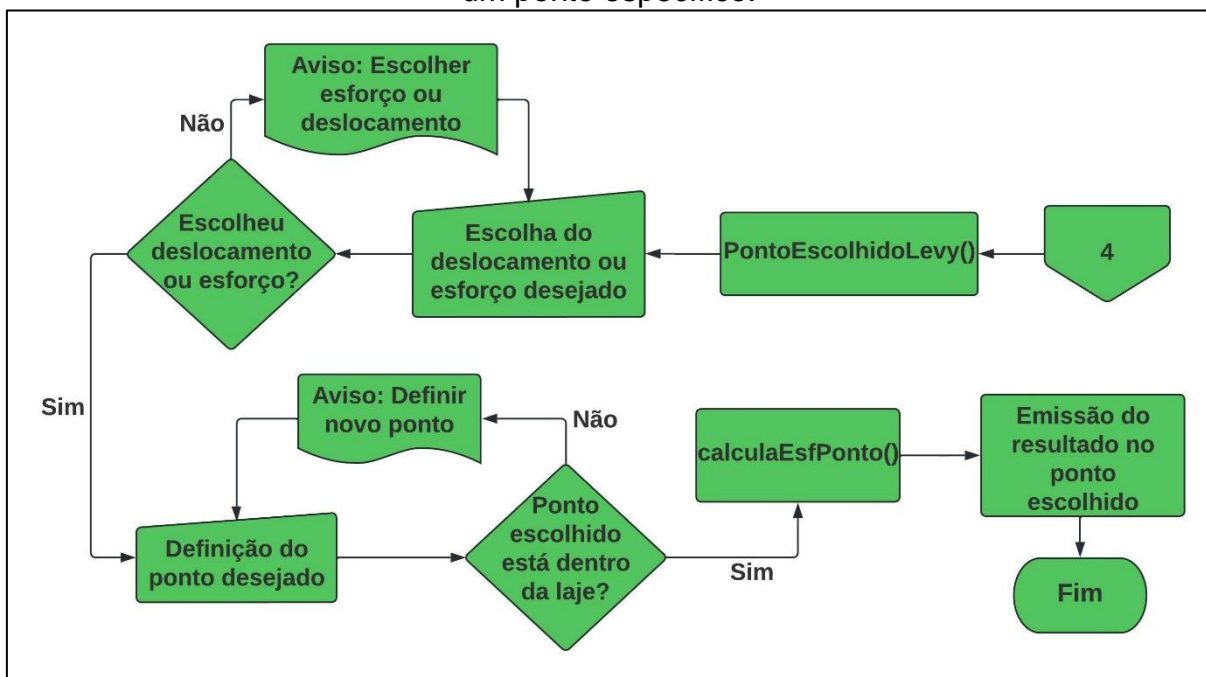 Aviso: Escolher
esforço ou
deslocamento
Não
Escolheu
deslocamento
ou esforço?
Escolha do
deslocamento ou
esforço desejado
PontoEscolhidoLevy()
4
Sim
Aviso: Definir
novo ponto
Não
Definição do
ponto desejado
Ponto
escolhido
está dentro
da laje?
Sim
calculaEsfPonto()
Emissão do
resultado no
ponto
escolhido
Fim